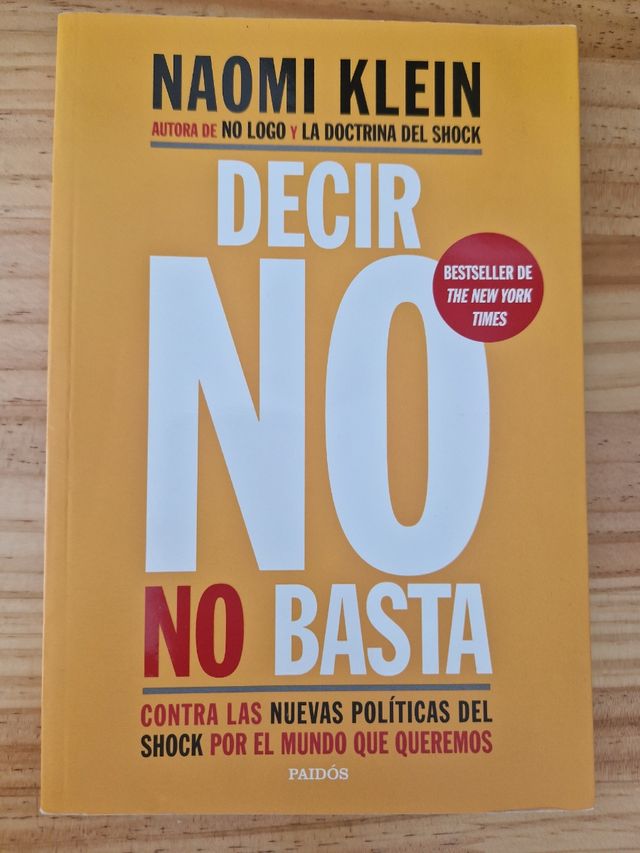 NAOMI KLEIN
AUTORA DE NO LOGO Y LA DOCTRINA DEL SHOCK
DECIR
NO
BESTSELLER DE
THE NEW YORK
TIMES
NO BASTA
CONTRA LAS NUEVAS POLÍTICAS DEL
SHOCK POR EL MUNDO QUE QUEREMOS
PAIDÓS